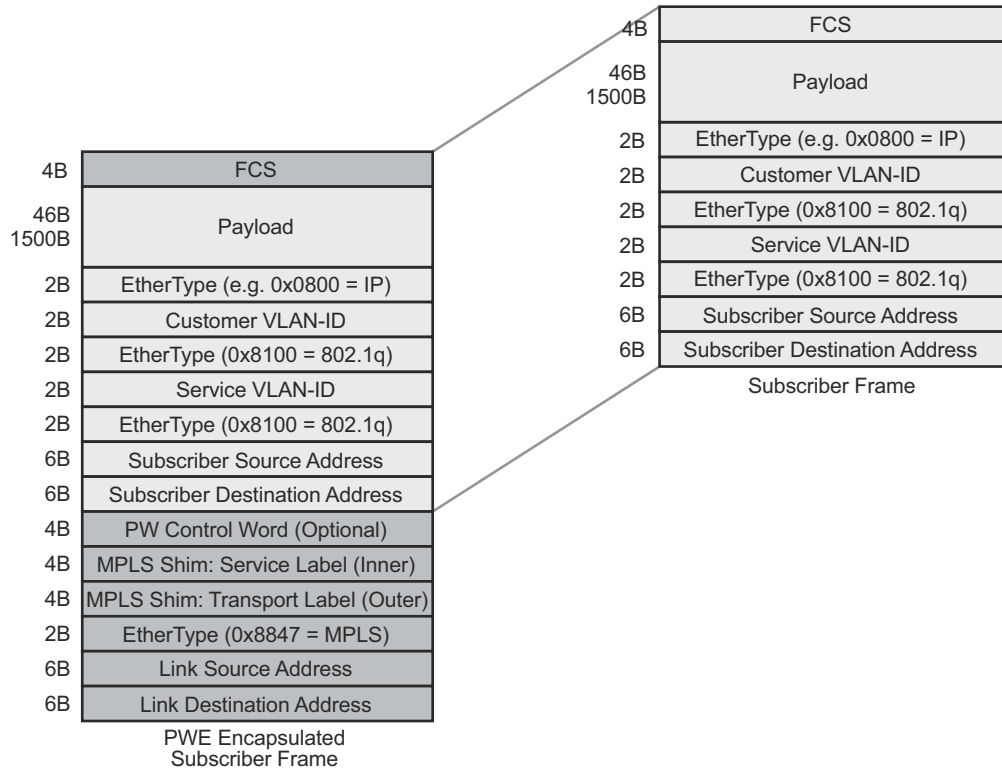 4B FCS
46B
1500B Payload
2B EtherType (e.g. 0x0800 = IP)
2B Customer VLAN-ID
2B EtherType (0x8100 = 802.1q)
2B Service VLAN-ID
2B EtherType (0x8100 = 802.1q)
6B Subscriber Source Address
6B Subscriber Destination Address
4B PW Control Word (Optional)
4B MPLS Shim: Service Label (Inner)
4B MPLS Shim: Transport Label (Outer)
2B EtherType (0x8847 = MPLS)
6B Link Source Address
6B Link Destination Address
PWE Encapsulated
Subscriber Frame
4B FCS
46B
1500B Payload
2B EtherType (e.g. 0x0800 = IP)
2B Customer VLAN-ID
2B EtherType (0x8100 = 802.1q)
2B Service VLAN-ID
2B EtherType (0x8100 = 802.1q)
6B Subscriber Source Address
6B Subscriber Destination Address
Subscriber Frame